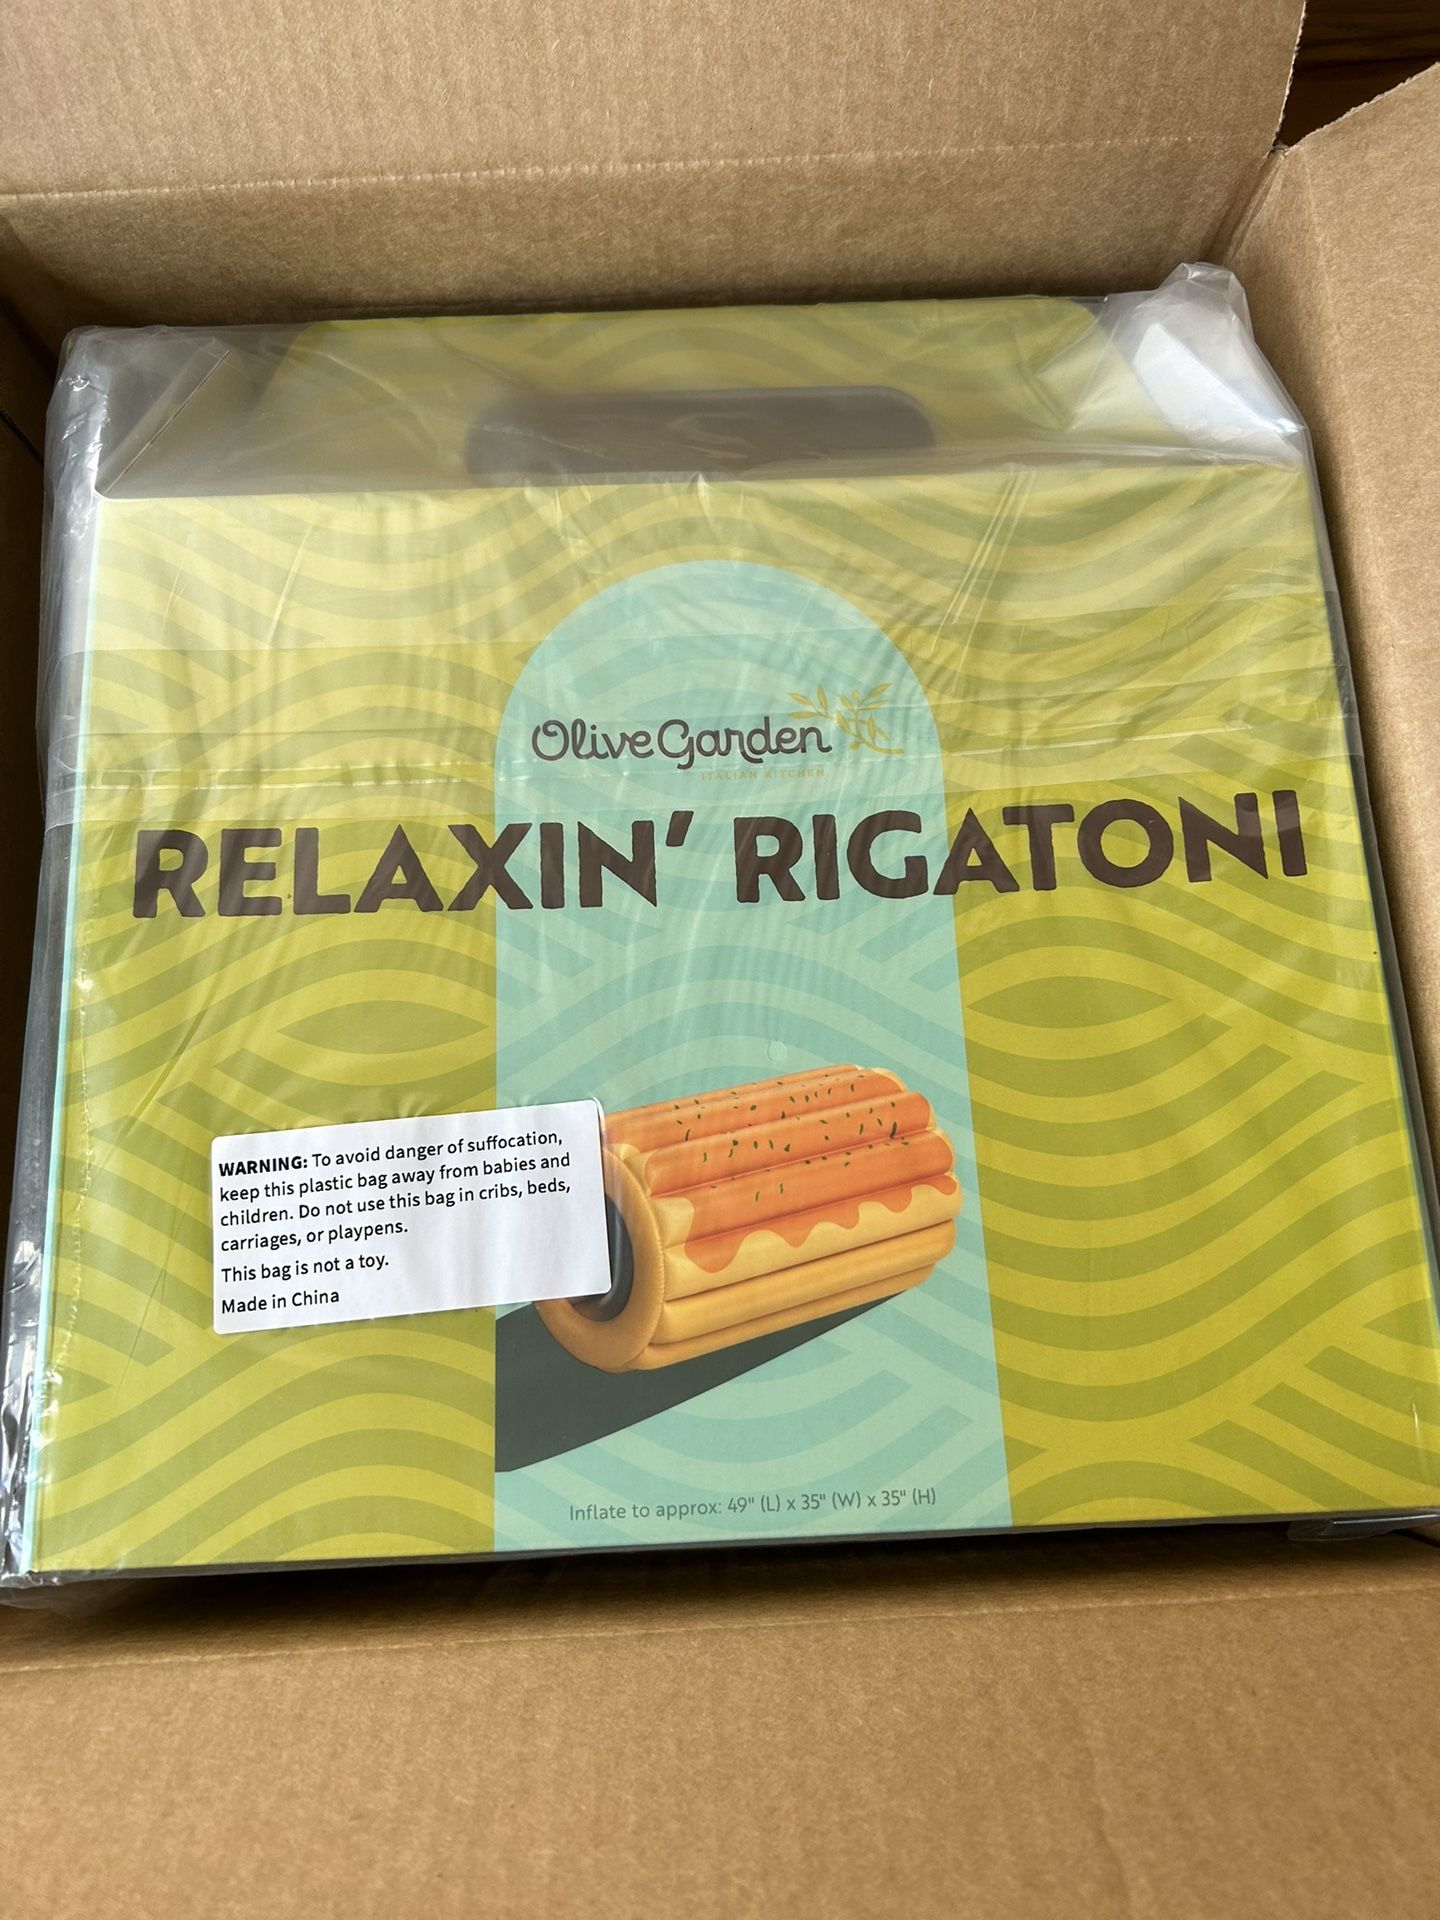 Olive Garden
ITALIAN KITCHEN
RELAXIN' RIGATONI
WARNING: To avoid danger of suffocation,
keep this plastic bag away from babies and
children. Do not use this bag in cribs, beds,
carriages, or playpens.
This bag is not a toy.
Made in China
Inflate to approx: 49" (L) x 35" (W) x 35" (H)